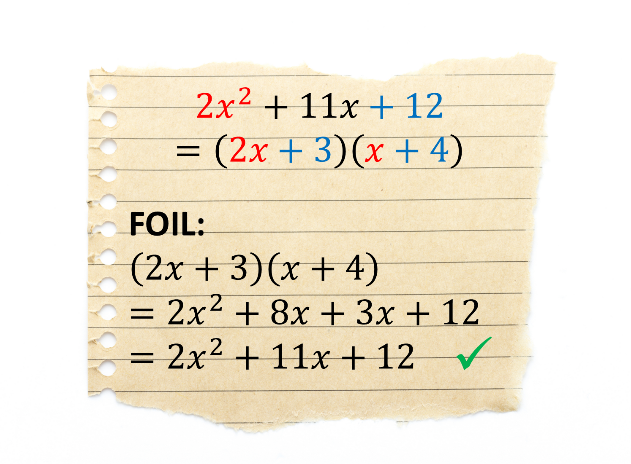 2x² + 11x + 12
= (2x + 3)(x + 4)
FOIL:
(2x + 3)(x + 4)
= 2x² + 8x + 3x + 12
= 2x² + 11x + 12 ✓